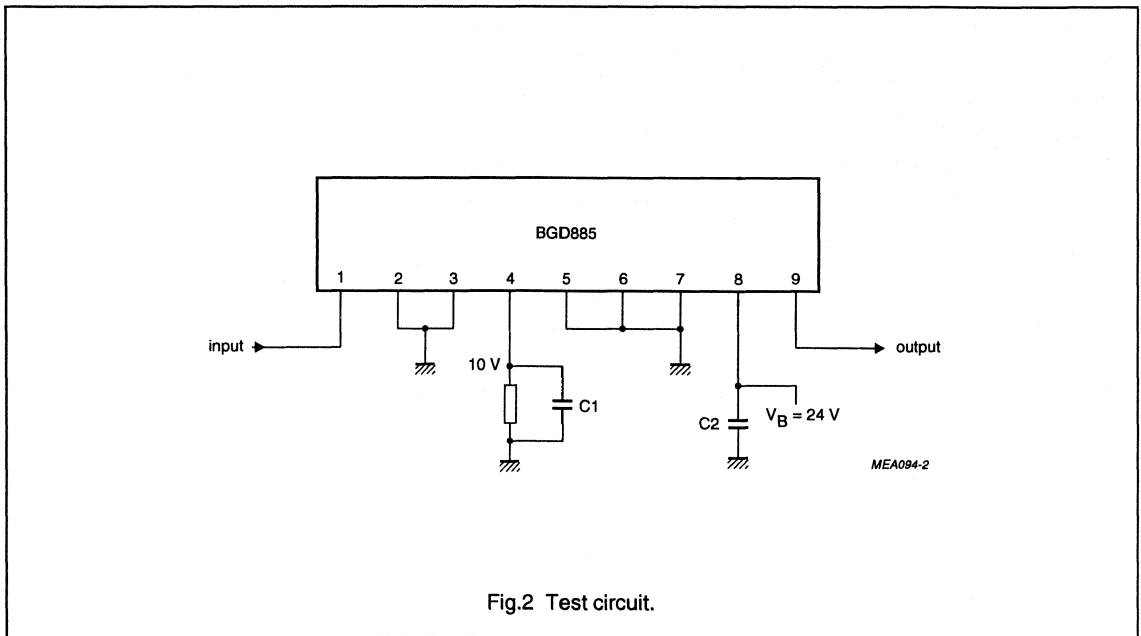 BGD885
1 2 3 4 5 6 7 8 9
input
output
10 V
C1
C2
V_B = 24 V
MEA094-2
Fig.2 Test circuit.